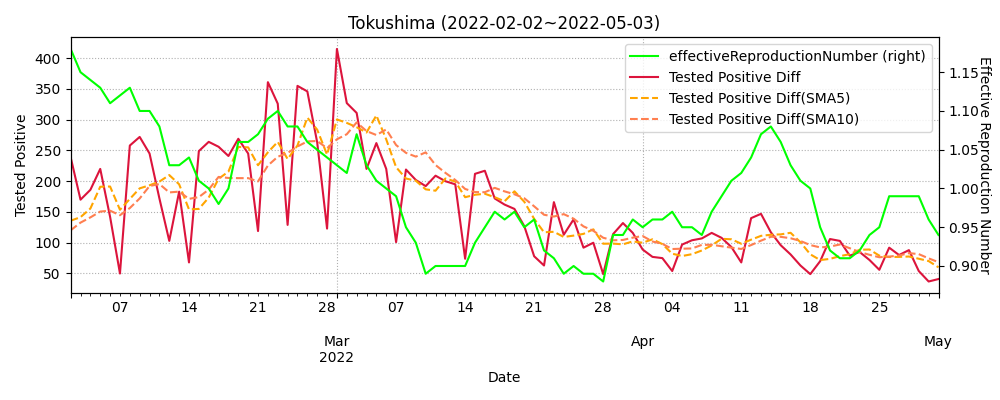 Tokushima (2022-02-02~2022-05-03)
effectiveReproductionNumber (right)
Tested Positive Diff
Tested Positive Diff(SMA5)
Tested Positive Diff(SMA10)
Tested Positive
400
350
300
250
200
150
100
50
Effective Reproduction Number
1.15
1.10
1.05
1.00
0.95
0.90
07 14 21 28 07 14 21 28 04 11 18 25
Mar Apr May
2022
Date